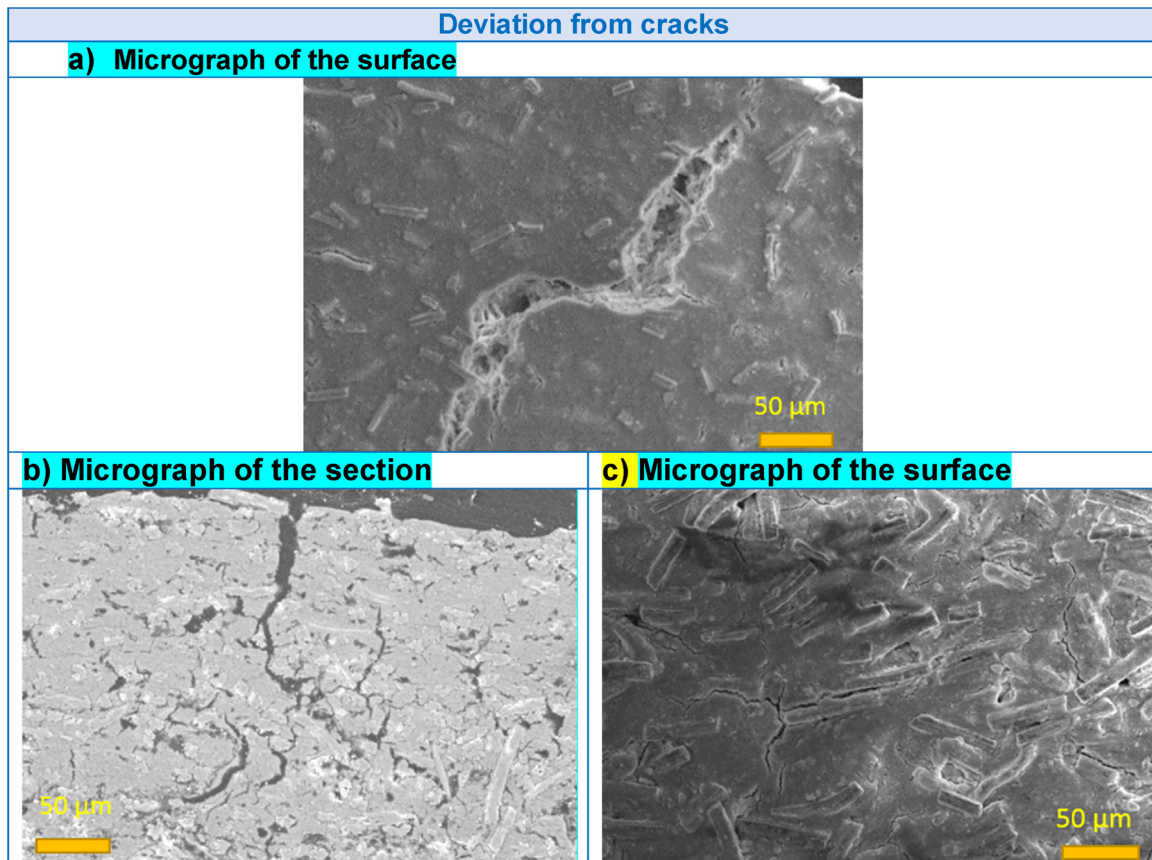 Deviation from cracks
a) Micrograph of the surface
50 µm
b) Micrograph of the section
c) Micrograph of the surface
50 µm
50 µm